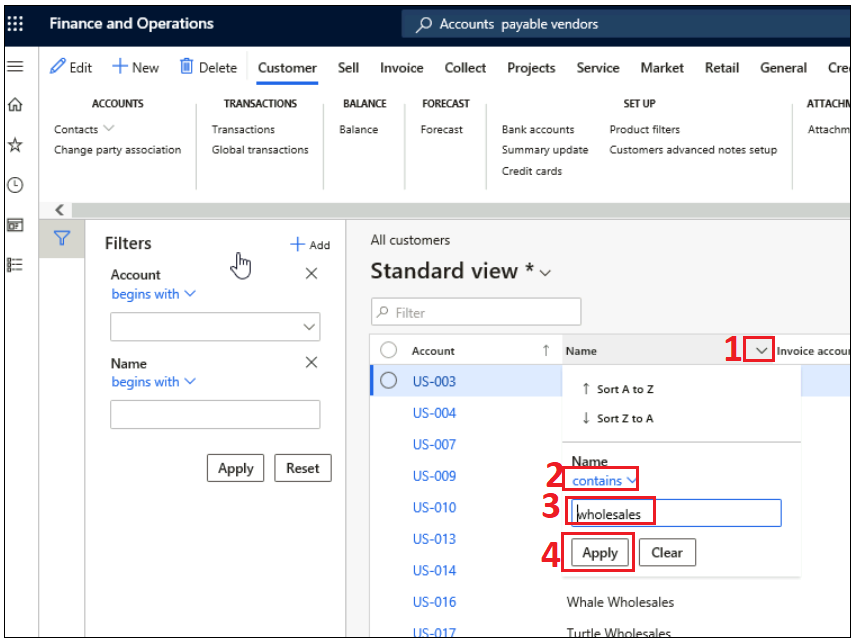 Finance and Operations
Accounts payable vendors
Edit New Delete Customer Sell Invoice Collect Projects Service Market Retail General Cre
ACCOUNTS TRANSACTIONS BALANCE FORECAST SET UP ATTACHM
Contacts Transactions Balance Forecast Bank accounts Product filters Attachm
Change party association Global transactions Summary update Customers advanced notes setup
Credit cards
Filters
Add
Account
begins with
Name
begins with
Apply Reset
All customers
Standard view *
Filter
Account Name 1 Invoice accou
US-003
US-004
US-007
US-009
US-010
US-013
US-014
US-016 Whale Wholesales
US-017 Turtle Wholesales
Sort A to Z
Sort Z to A
Name
2 contains
3 wholesales
4 Apply Clear